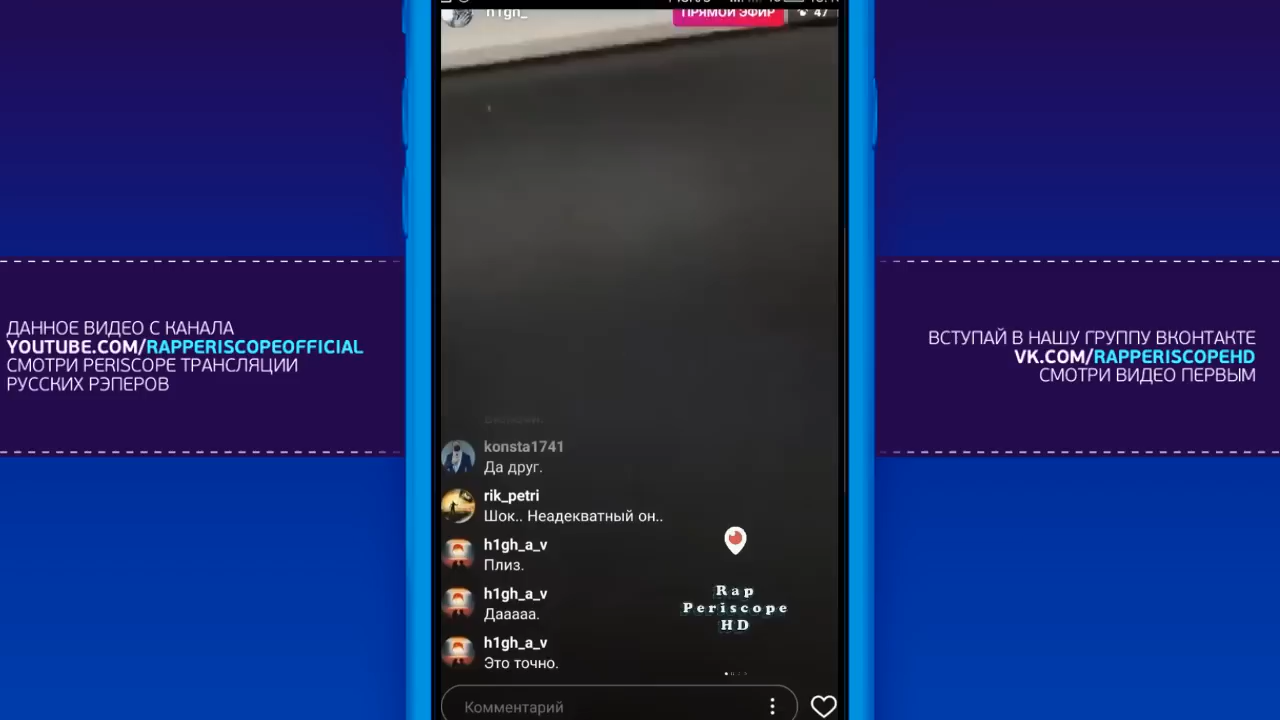 h1gh_
ПРЯМОЙ ЭФИР
47
ДАННОЕ ВИДЕО С КАНАЛА
YOUTUBE.COM/RAPPERISCOPEOFFICIAL
СМОТРИ PERISCOPE ТРАНСЛЯЦИИ
РУССКИХ РЭПЕРОВ
ВСТУПАЙ В НАШУ ГРУППУ ВКОНТАКТЕ
VK.COM/RAPPERISCOPEHD
СМОТРИ ВИДЕО ПЕРВЫМ
konsta1741
Да друг.
rik_petri
Шок.. Неадекватный он..
h1gh_a_v
Плиз.
h1gh_a_v
Дааааа.
h1gh_a_v
Это точно.
Rap
Periscope
HD
Комментарий